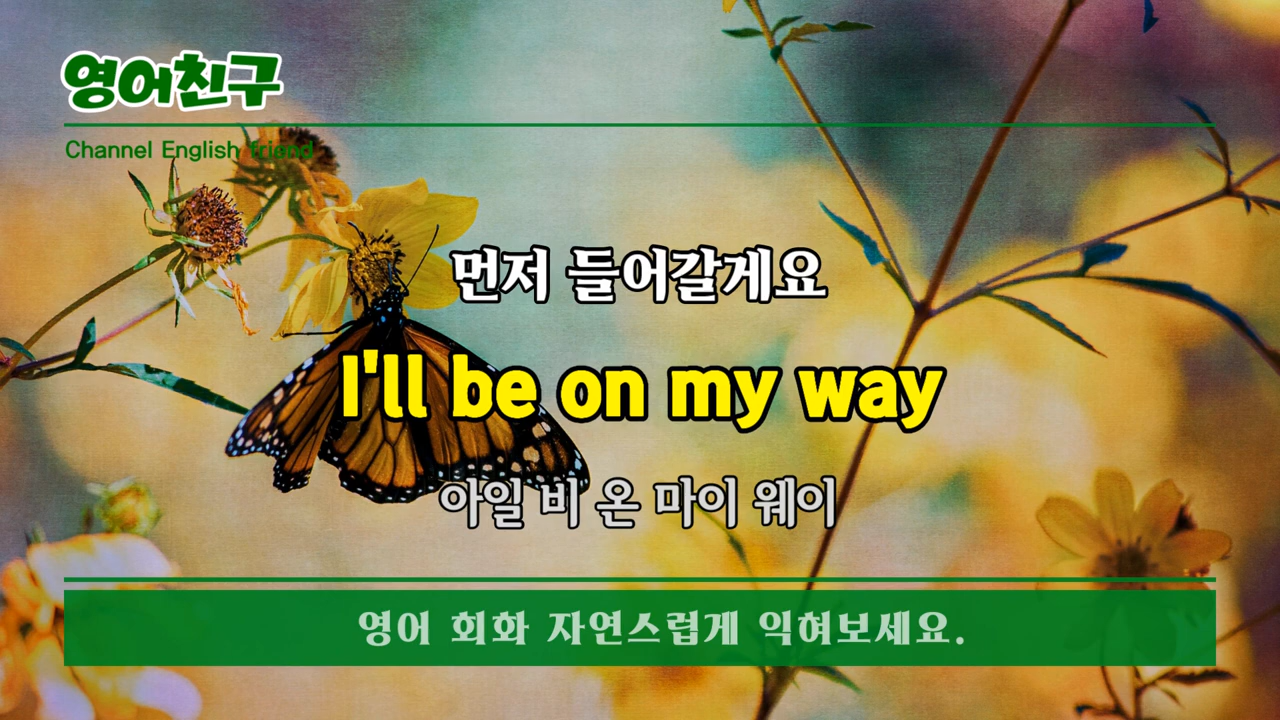 영어친구
Channel English friend
먼저 들어갈게요
I'll be on my way
아일 비 온 마이 웨이
영어 회화 자연스럽게 익혀보세요.